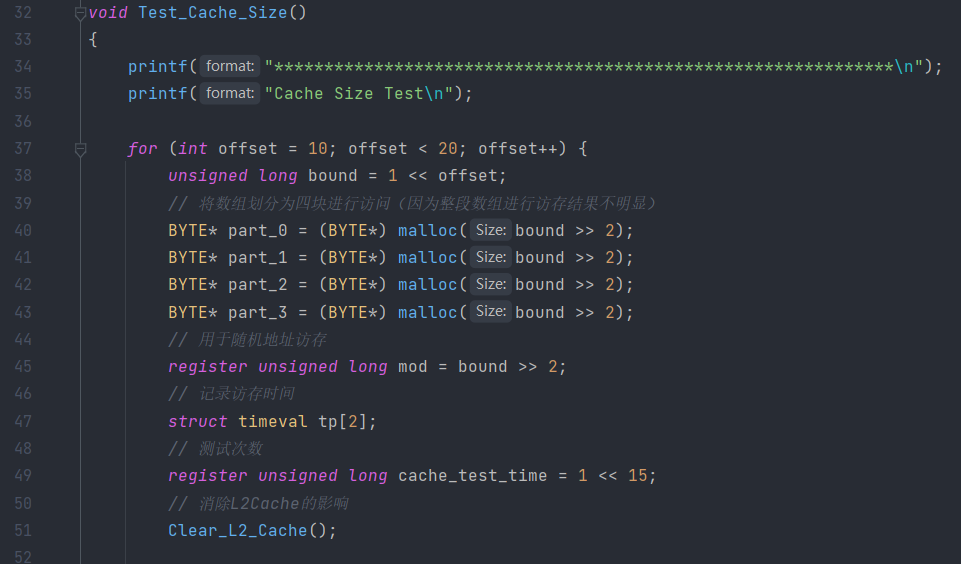 32 void Test_Cache_Size()
33 {
34 printf(format: "**************************************************************\n");
35 printf(format: "Cache Size Test\n");
36
37 for (int offset = 10; offset < 20; offset++) {
38 unsigned long bound = 1 << offset;
39 // 将数组划分为四块进行访问（因为整段数组进行访存结果不明显）
40 BYTE* part_0 = (BYTE*) malloc(Size: bound >> 2);
41 BYTE* part_1 = (BYTE*) malloc(Size: bound >> 2);
42 BYTE* part_2 = (BYTE*) malloc(Size: bound >> 2);
43 BYTE* part_3 = (BYTE*) malloc(Size: bound >> 2);
44 // 用于随机地址访存
45 register unsigned long mod = bound >> 2;
46 // 记录访存时间
47 struct timeval tp[2];
48 // 测试次数
49 register unsigned long cache_test_time = 1 << 15;
50 // 消除L2Cache的影响
51 Clear_L2_Cache();
52